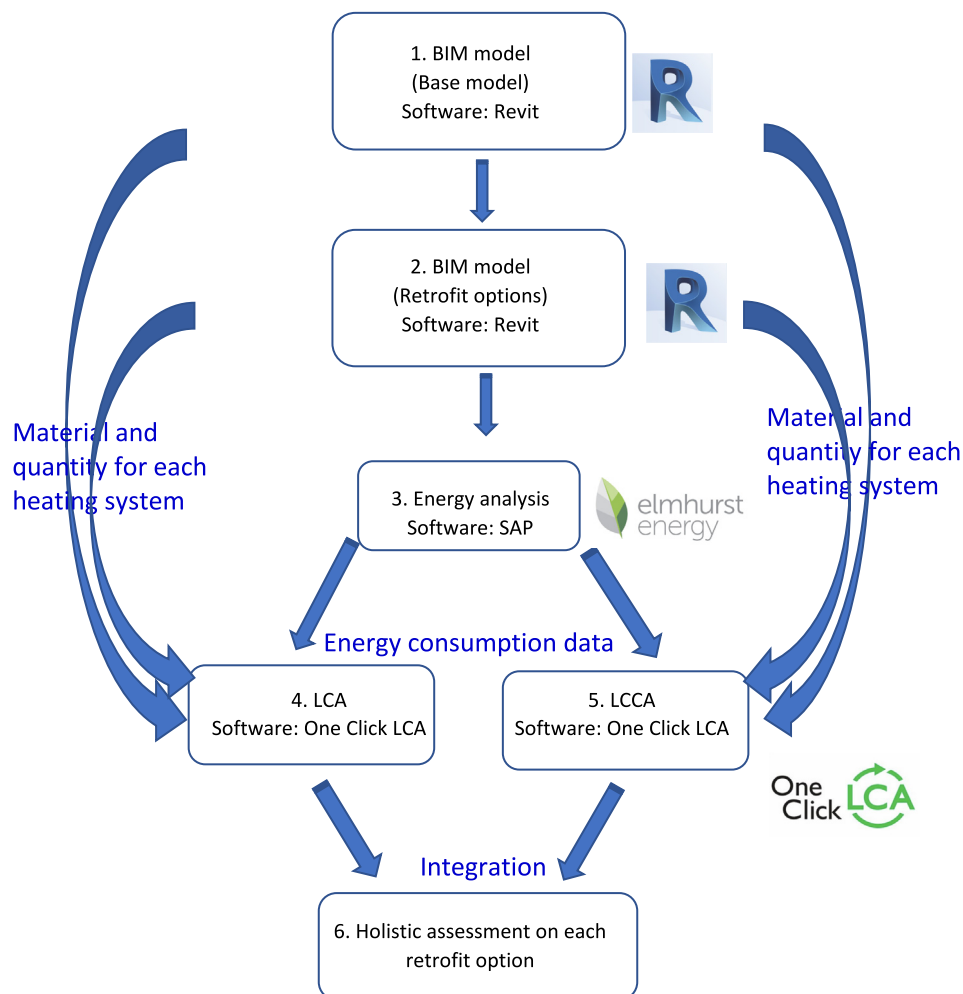 1. BIM model
(Base model)
Software: Revit
R
2. BIM model
(Retrofit options)
Software: Revit
R
Material and
quantity for each
heating system
Material and
quantity for each
heating system
3. Energy analysis
Software: SAP
elmhurst
energy
Energy consumption data
4. LCA
Software: One Click LCA
5. LCCA
Software: One Click LCA
One
Click LCA
Integration
6. Holistic assessment on each
retrofit option